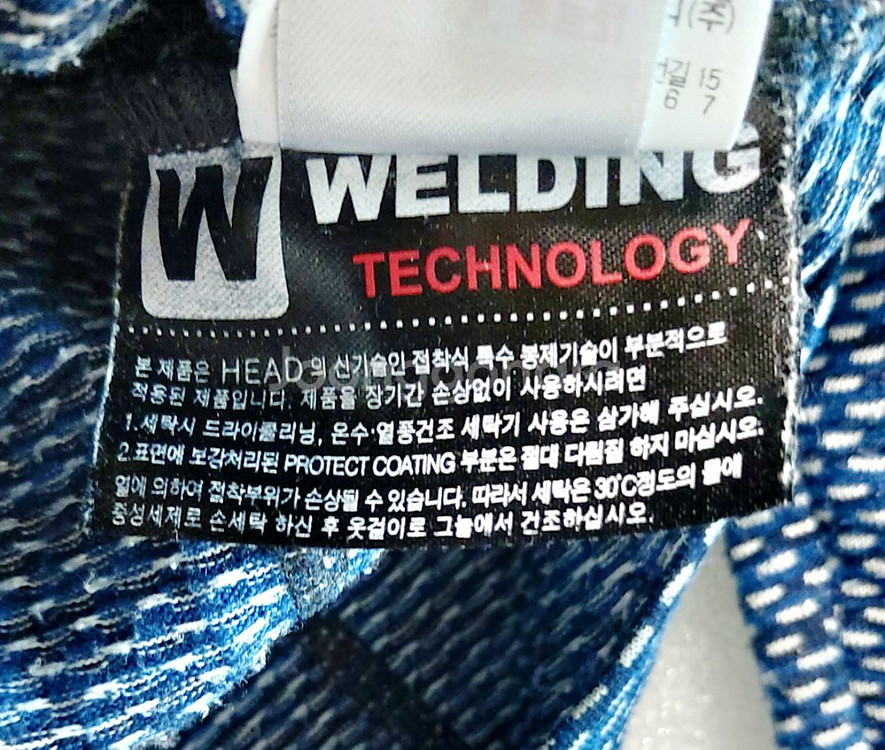 (주)
길 15
6 7
W WELDING
TECHNOLOGY
본 제품은 HEAD의 신기술인 접착식 특수 봉제기술이 부분적으로
적용된 제품입니다. 제품을 장기간 손상없이 사용하시려면
1.세탁시 드라이클리닝, 온수·열풍건조 세탁기 사용은 삼가해 주십시오.
2.표면에 보강처리된 PROTECT COATING 부분은 절대 다림질 하지 마십시오.
열에 의하여 접착부위가 손상될 수 있습니다. 따라서 세탁은 30℃정도의 물에
중성세제로 손세탁 하신 후 옷걸이로 그늘에서 건조하십시오.